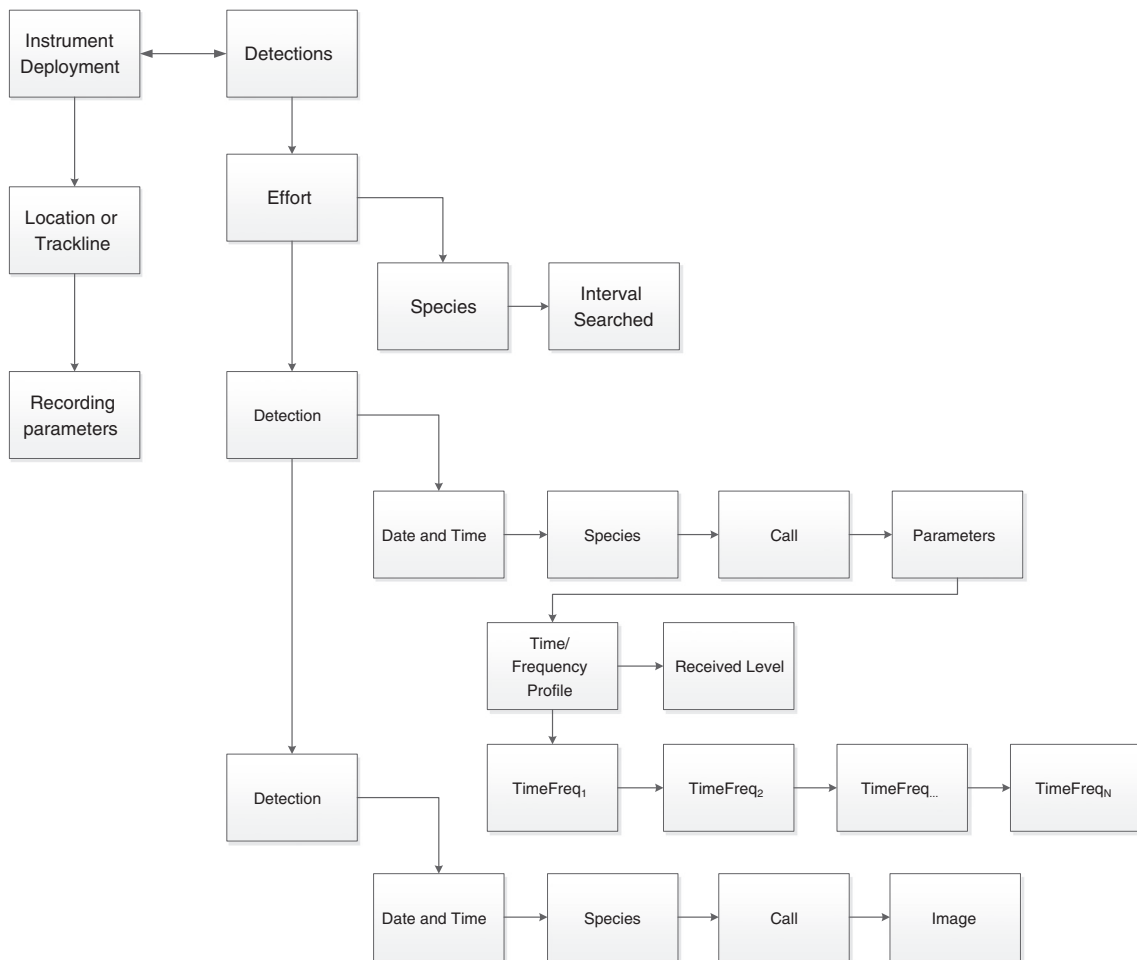 Instrument
Deployment
Detections
Effort
Location or
Trackline
Species
Interval
Searched
Recording
parameters
Detection
Date and Time
Species
Call
Parameters
Time/
Frequency
Profile
Received Level
TimeFreq₁
TimeFreq₂
TimeFreq...
TimeFreqN
Detection
Date and Time
Species
Call
Image